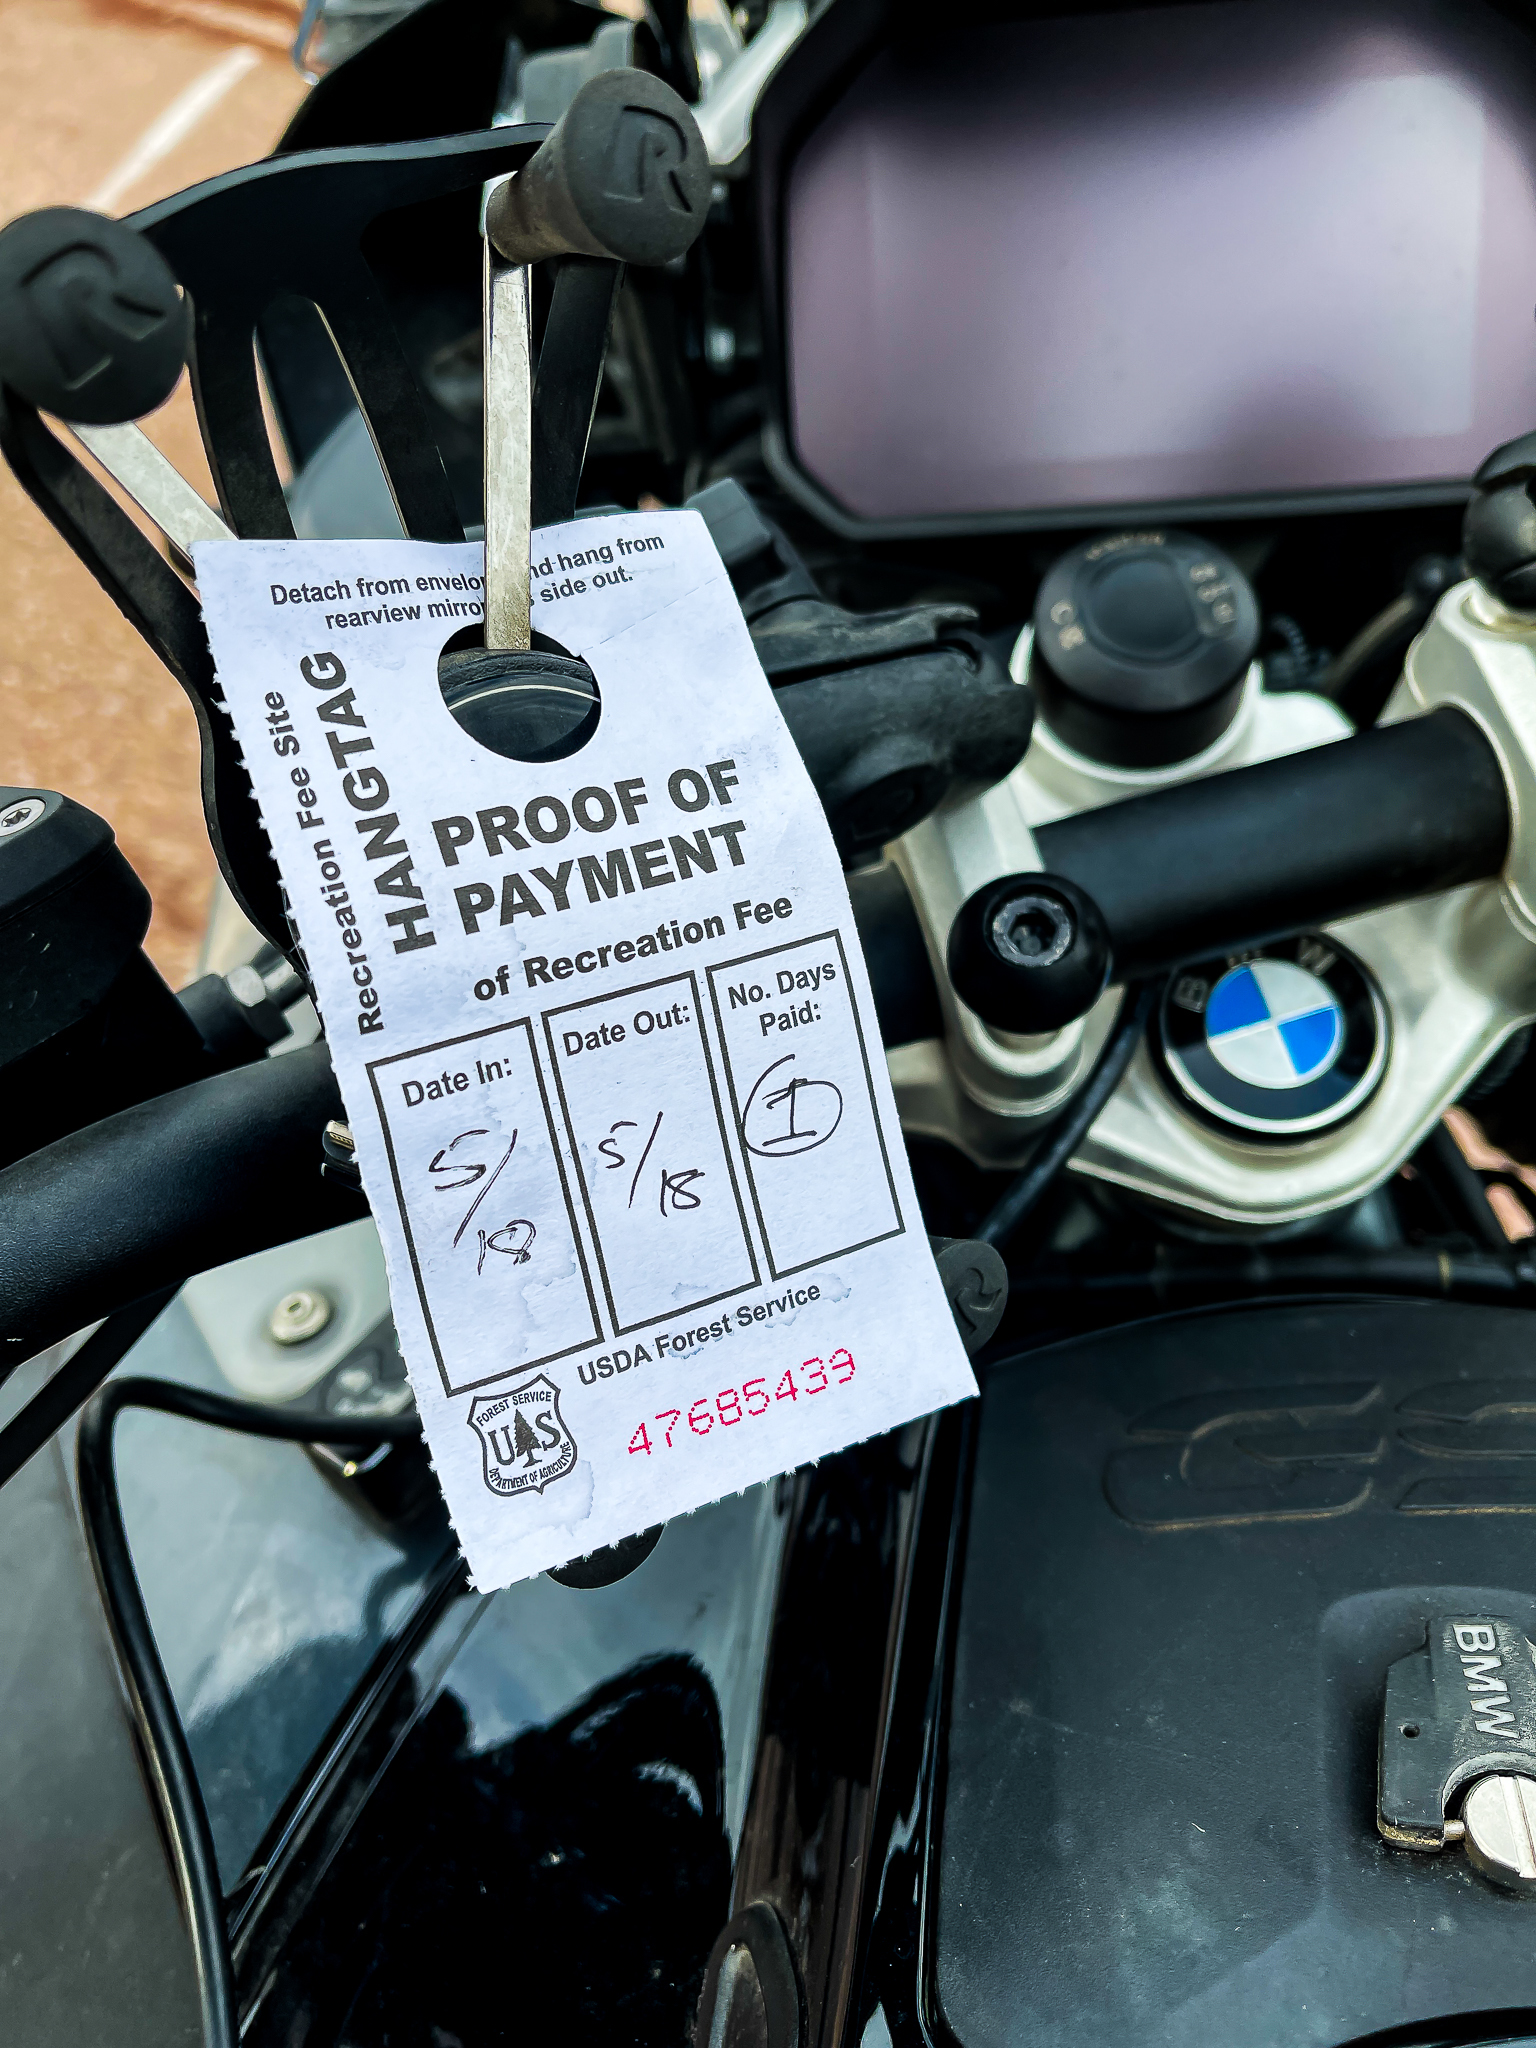 Detach from envelo nd hang from
rearview mirro side out.
Recreation Fee Site
HANGTAG
PROOF OF
PAYMENT
of Recreation Fee
Date In:
5/18
Date Out:
5/18
No. Days
Paid:
1
USDA Forest Service
FOREST SERVICE
U S
DEPARTMENT OF AGRICULTURE
47685439
R
R
R
BMW
GS
BMW